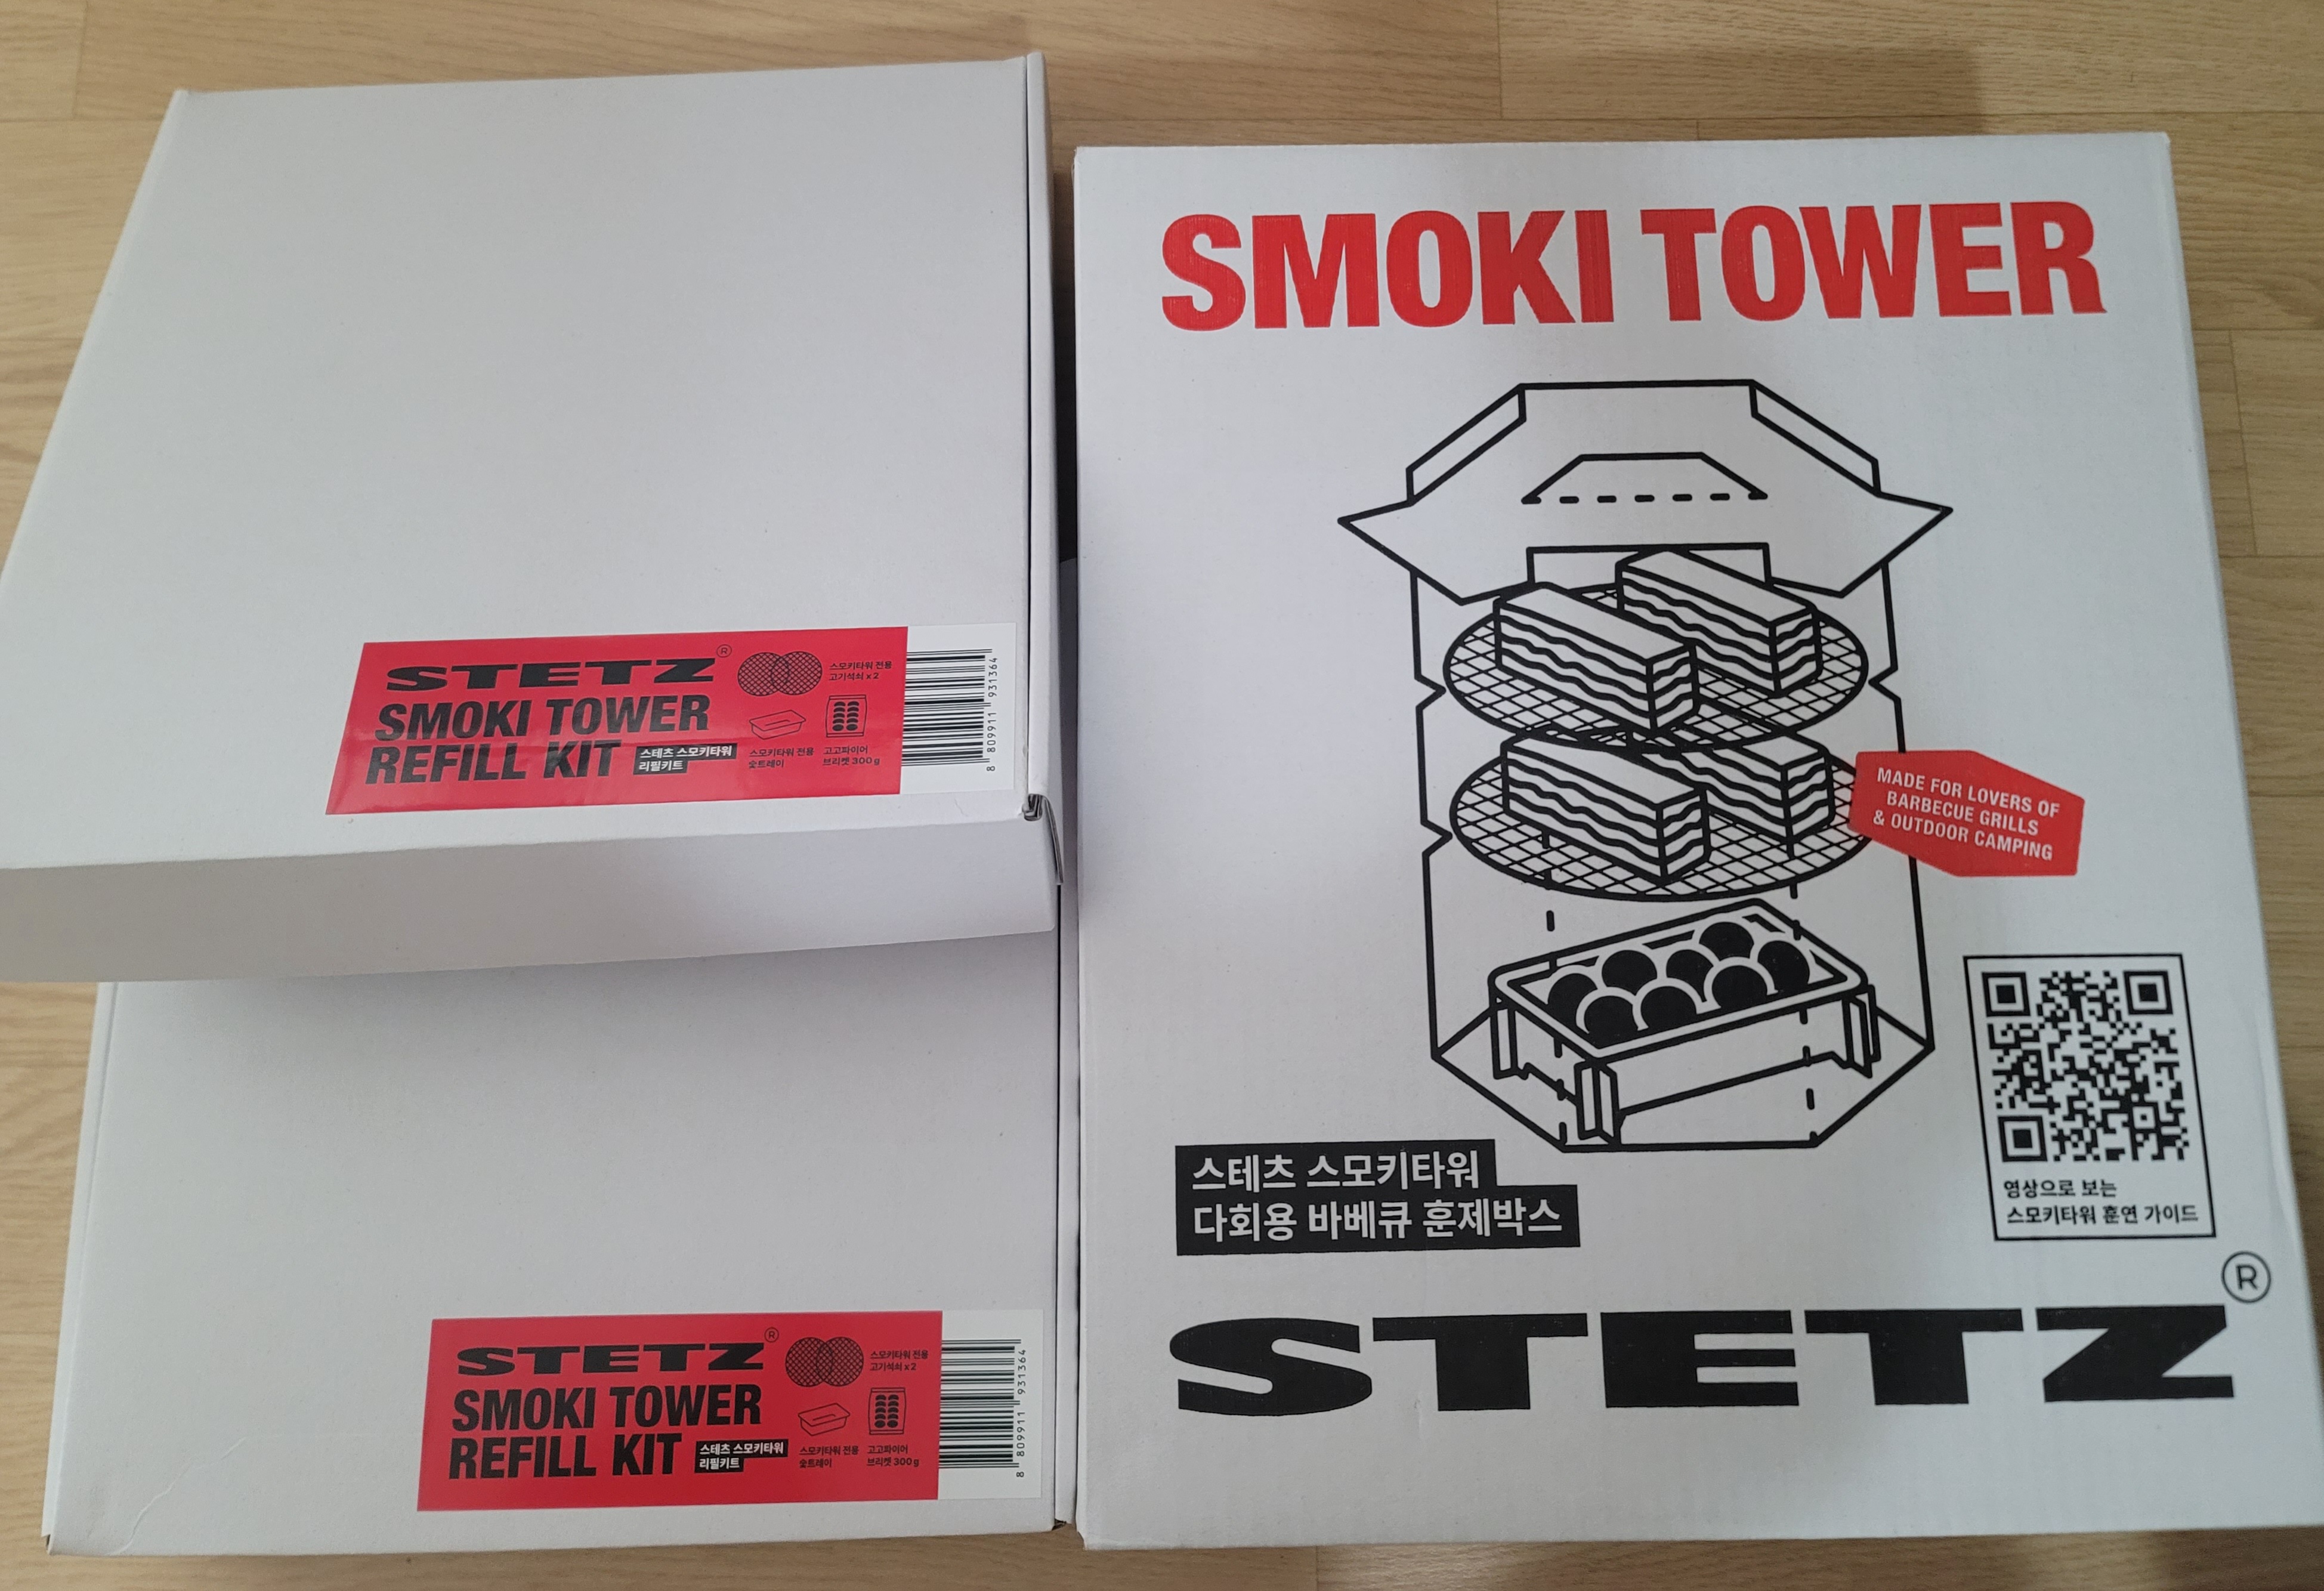 STETZ®
SMOKI TOWER
REFILL KIT
스테츠 스모키타워
리필키트
스모키타워 전용
고기석쇠 x 2
스모키타워 전용
숯트레이
고고파이어
브리켓 300g
8 809911 931364
STETZ®
SMOKI TOWER
REFILL KIT
스테츠 스모키타워
리필키트
스모키타워 전용
고기석쇠 x 2
스모키타워 전용
숯트레이
고고파이어
브리켓 300g
8 809911 931364
SMOKI TOWER
MADE FOR LOVERS OF
BARBECUE GRILLS
& OUTDOOR CAMPING
스테츠 스모키타워
다회용 바베큐 훈제박스
영상으로 보는
스모키타워 훈연 가이드
STETZ®